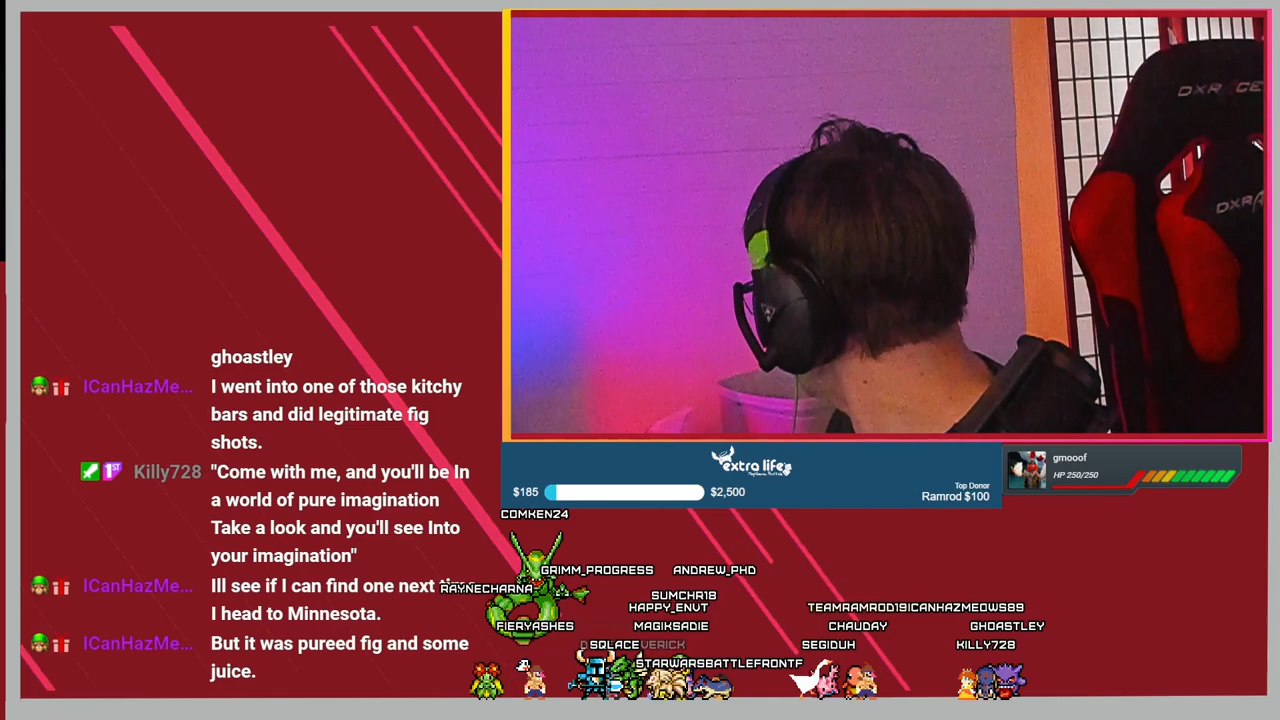 ghoastley
ICanHazMe... I went into one of those kitchy
bars and did legitimate fig
shots.
1ST Killy728 "Come with me, and you'll be In
a world of pure imagination
Take a look and you'll see Into
your imagination"
ICanHazMe... Ill see if I can find one next
I head to Minnesota.
ICanHazMe... But it was pureed fig and some
juice.
DXRACER
extra life
$185 $2,500
Top Donor
Ramrod $100
gmooof
HP 250/250
COMKEN24
GRIMM_PROGRESS ANDREW_PHD
RAYNECHARNA
SUMCHR18
HAPPY_ENVT
TEAMRAMROD19ICANHAZMEOWS89
FIERYASHES MAGIKSADIE CHAUDAY GHOASTLEY
SOLACE VERICK SEGIDUH KILLY728
STARWARSBATTLEFRONTF